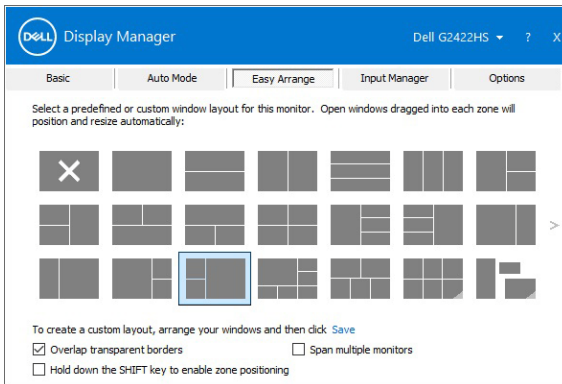 DELL Display Manager Dell G2422HS ? X
Basic Auto Mode Easy Arrange Input Manager Options
Select a predefined or custom window layout for this monitor. Open windows dragged into each zone will
position and resize automatically:
To create a custom layout, arrange your windows and then click Save
Overlap transparent borders Span multiple monitors
Hold down the SHIFT key to enable zone positioning